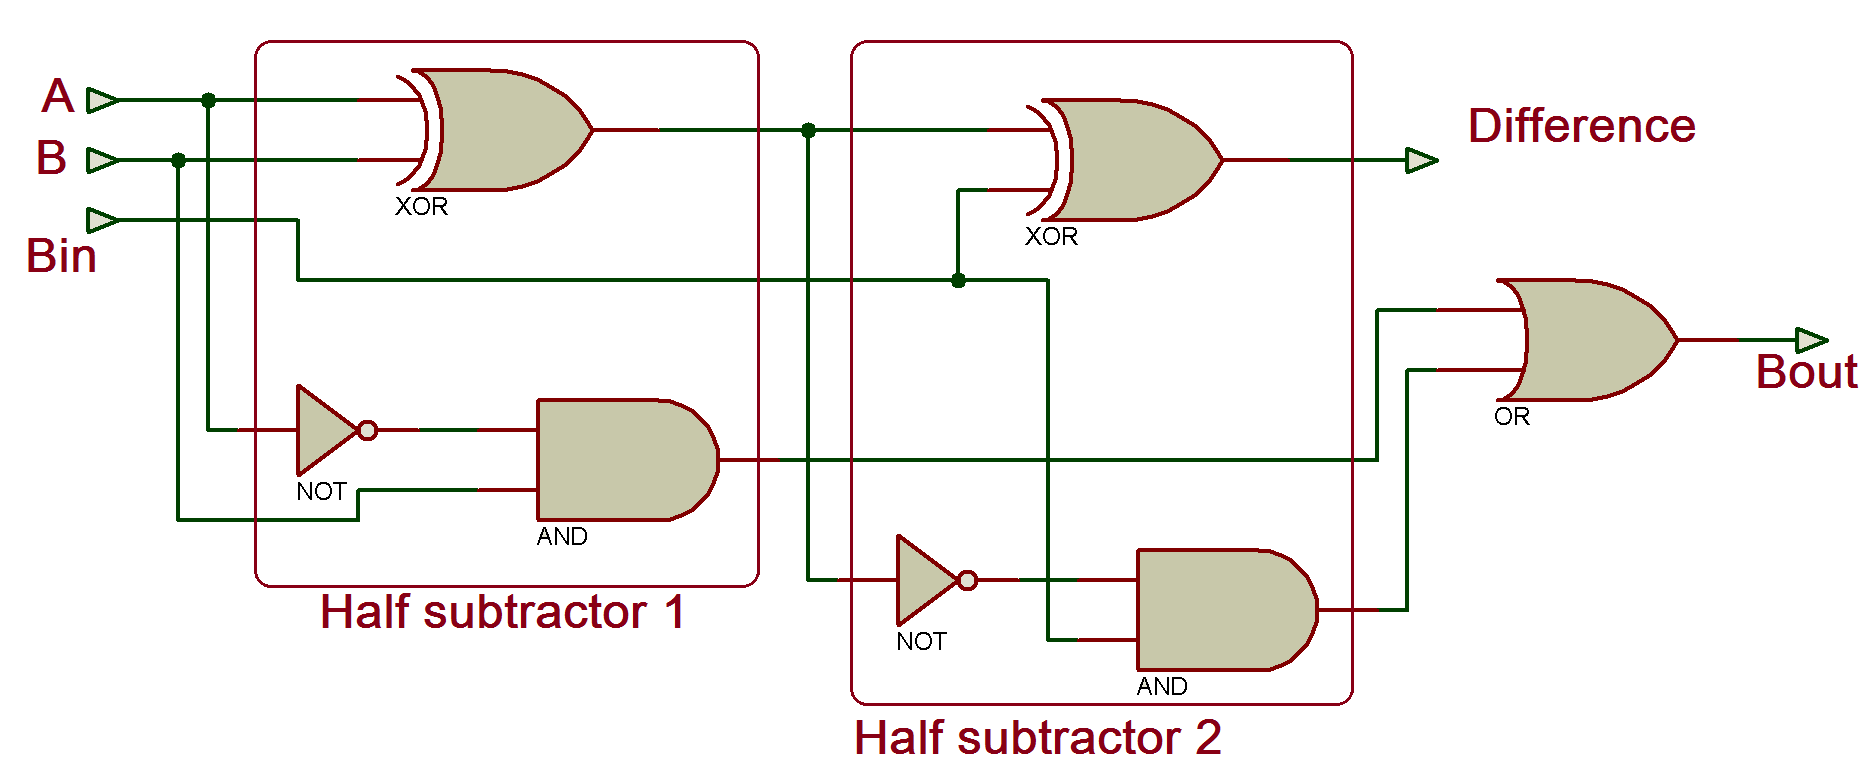 A
B
Bin
XOR
NOT
AND
Half subtractor 1
XOR
NOT
AND
Half subtractor 2
Difference
OR
Bout